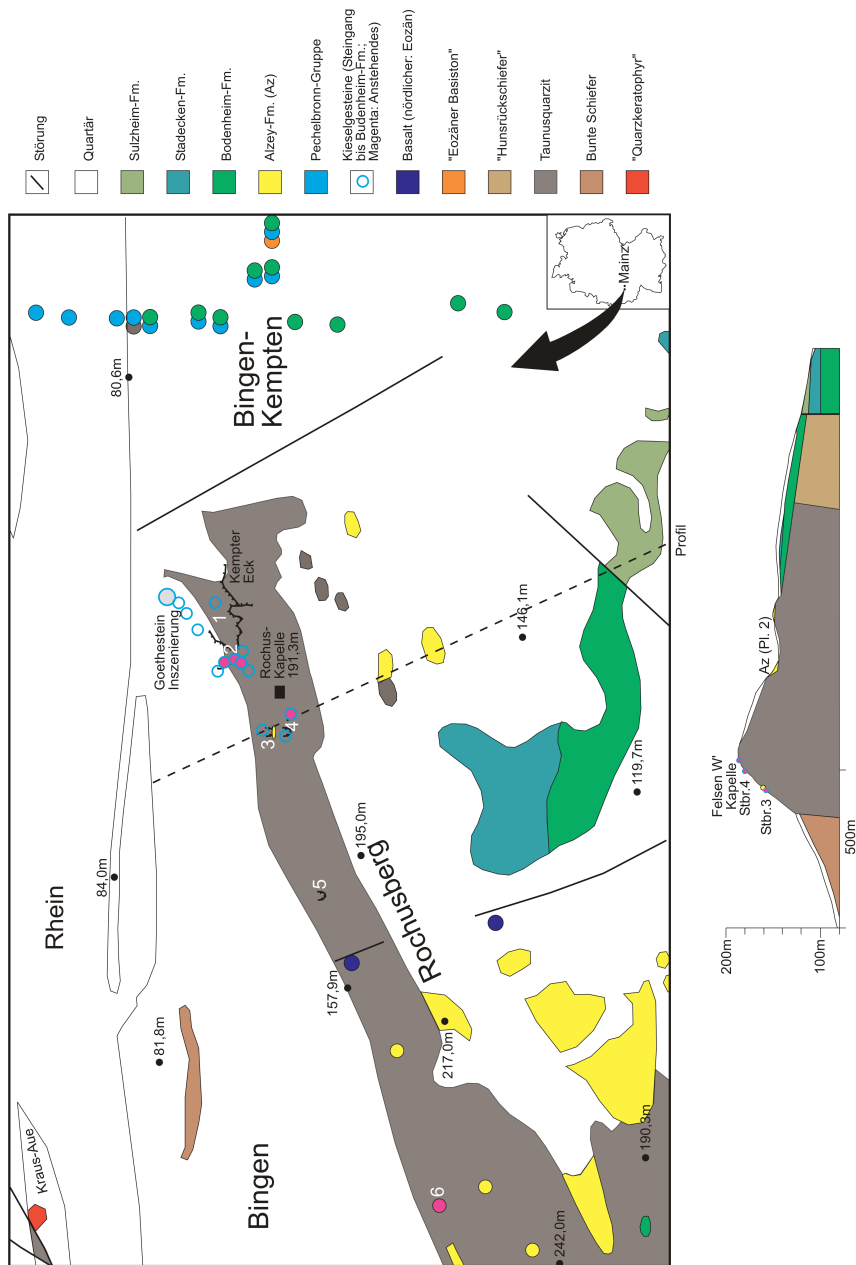 Störung
Quartär
Sulzheim-Fm.
Stadecken-Fm.
Bodenheim-Fm.
Alzey-Fm. (Az)
Pechelbronn-Gruppe
Kieselgesteine (Steingang
bis Budenheim-Fm.;
Magenta: Anstehendes)
Basalt (nördlicher: Eozän)
"Eozäner Basiston"
"Hunsrückschiefer"
Taunusquarzit
Bunte Schiefer
"Quarzkeratophyr"
Rhein
Kraus-Aue
84,0m
81,8m
80,6m
Bingen
Bingen-
Kempten
Goethestein
Inszenierung
Kempter
Eck
Rochus-
Kapelle
191,3m
1
2
3
4
5
6
195,0m
157,9m
Rochusberg
217,0m
242,0m
190,3m
119,7m
146,1m
Mainz
Profil
200m
100m
500m
Felsen W'
Kapelle
Stbr.4
Stbr.3
Az (Pl. 2)